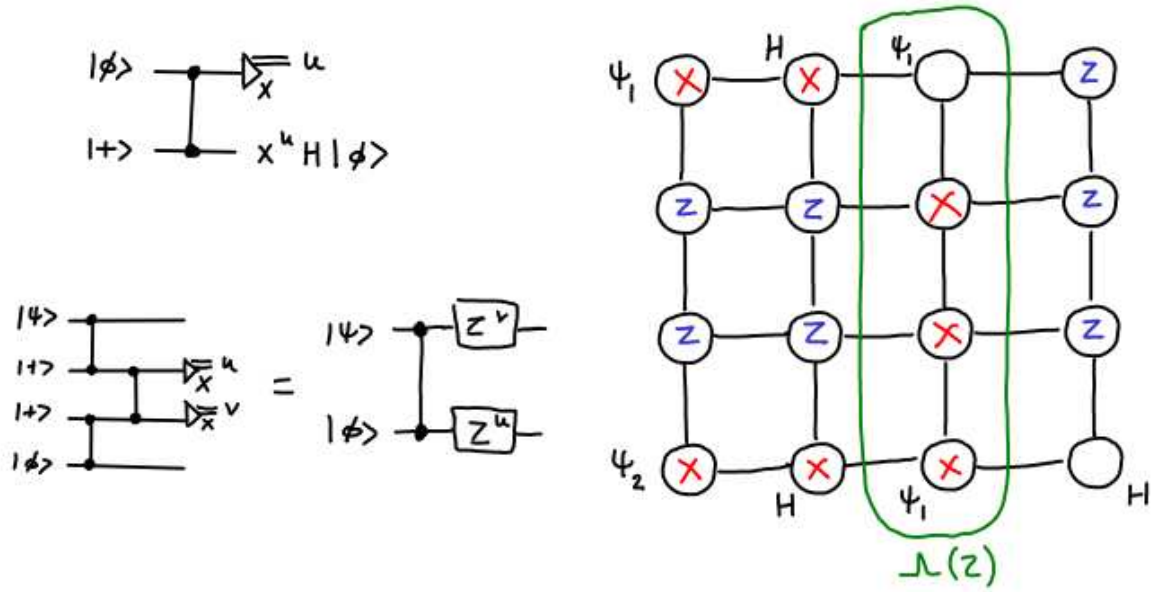 |φ> u
X
|+> X^u H|φ>
|Ψ>
|+> X u
|+> X v
|φ>
=
|Ψ> Z^v
|φ> Z^u
H Ψ₁
Ψ₁ X X Z
Z Z X Z
Z Z X Z
Ψ₂ X X X
H Ψ₁ H
Λ(Z)